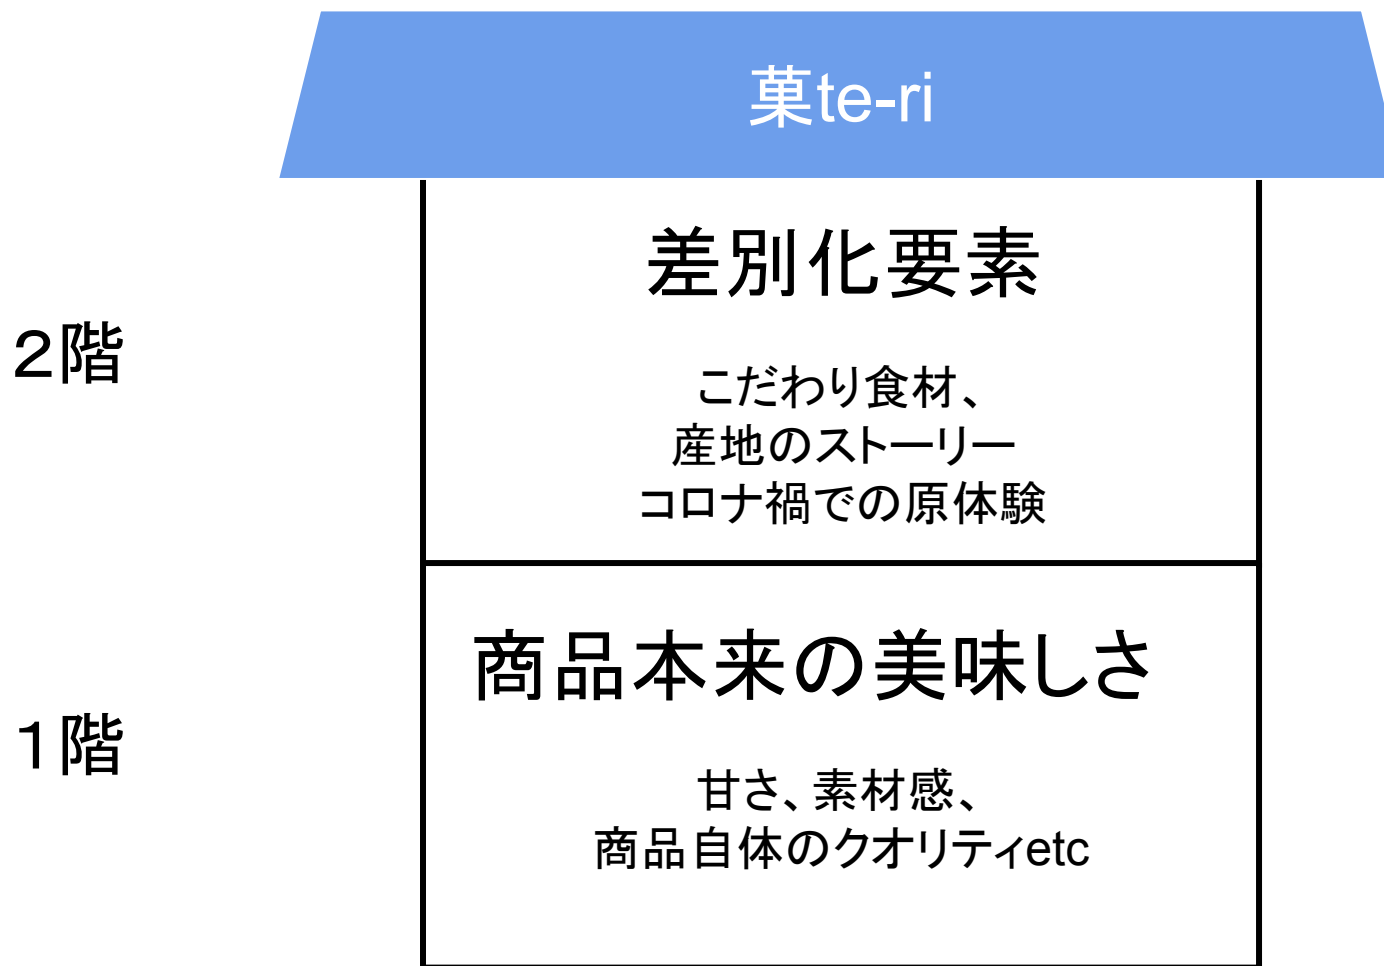 菓te-ri
差別化要素
２階
こだわり食材、
産地のストーリー
コロナ禍での原体験
商品本来の美味しさ
１階
甘さ、素材感、
商品自体のクオリティetc